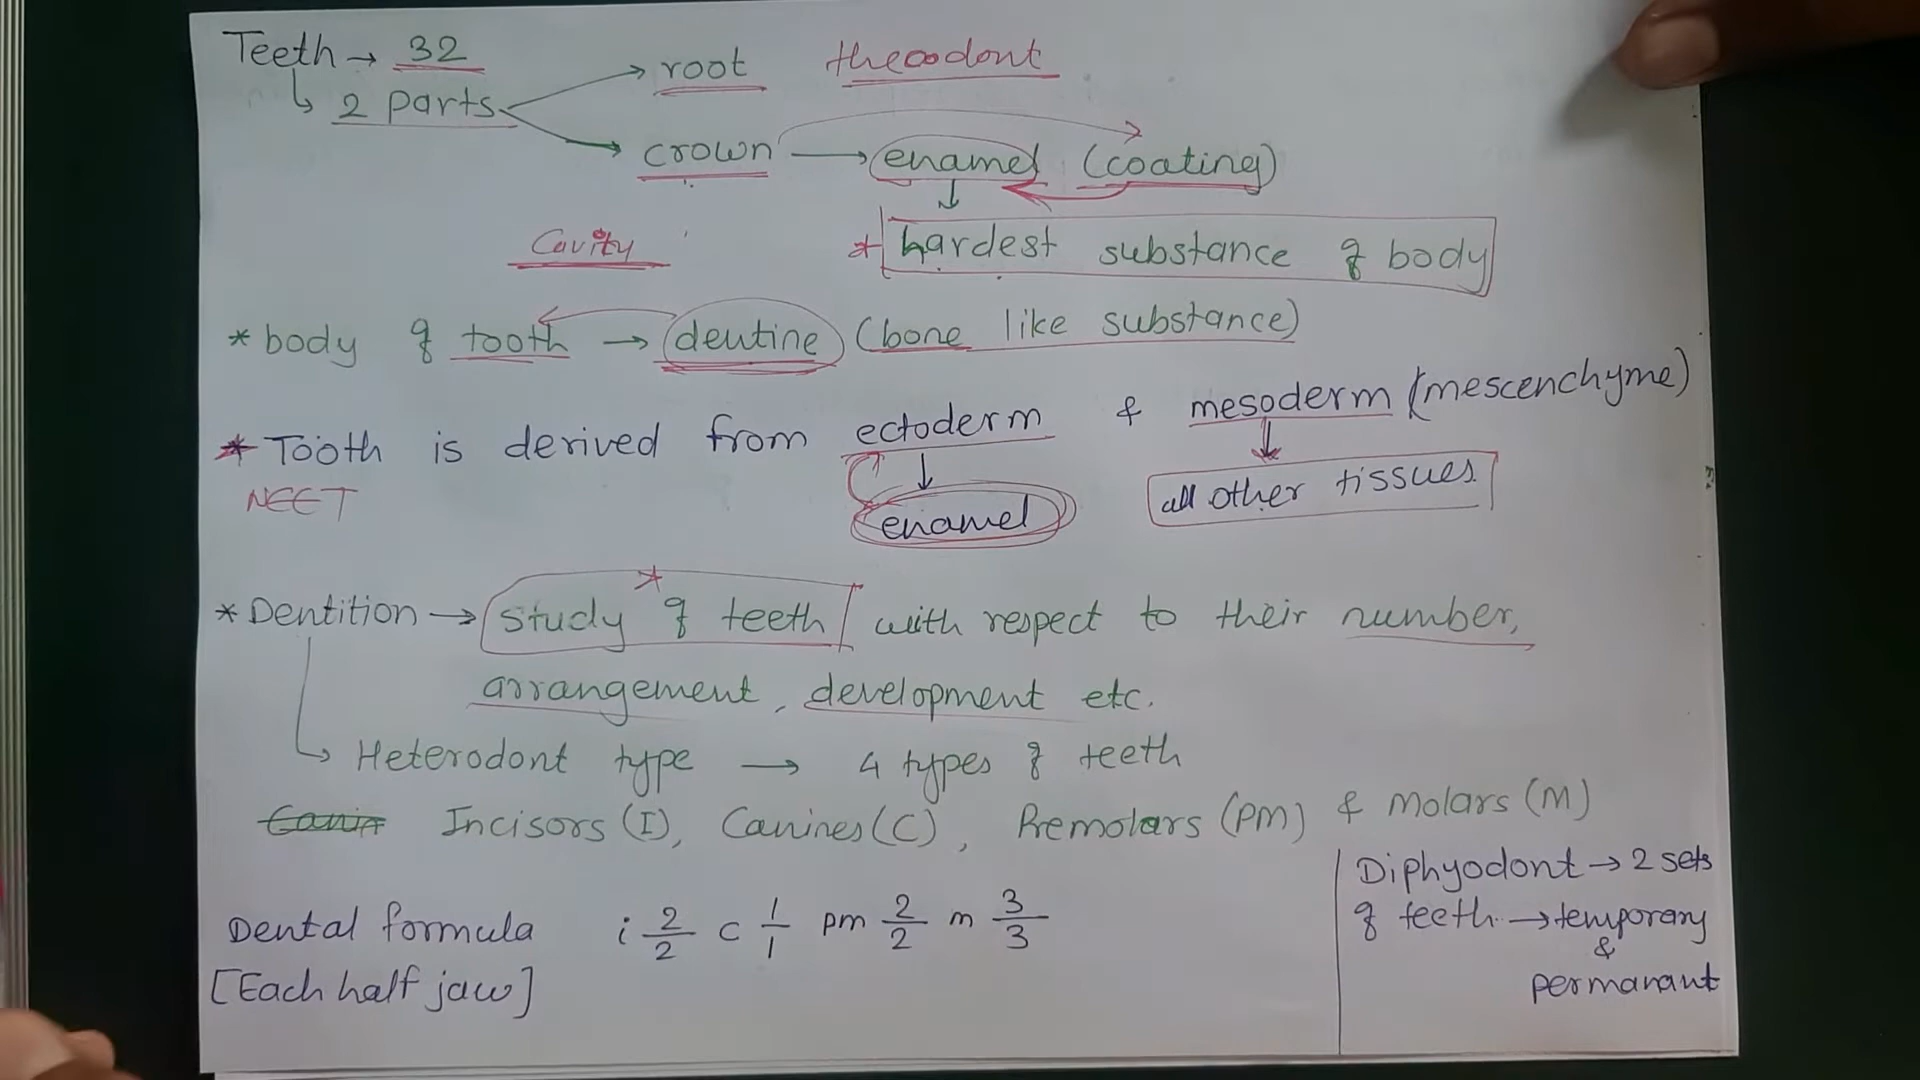 Teeth → 32
↳ 2 parts
→ root thecodont
→ crown → enamel (coating)
↓
Cavity
* hardest substance of body
* body of tooth → dentine (bone like substance)
* Tooth is derived from ectoderm & mesoderm (mescenchyme)
NEET
↓ enamel
↓ all other tissues
* Dentition → study of teeth with respect to their number,
arrangement, development etc.
↳ Heterodont type → 4 types of teeth
Incisors (I), Canines (C), Premolars (PM) & Molars (M)
Dental formula i 2/2 c 1/1 pm 2/2 m 3/3
[Each half jaw]
Diphyodont → 2 sets
of teeth → temporary
&
permanant